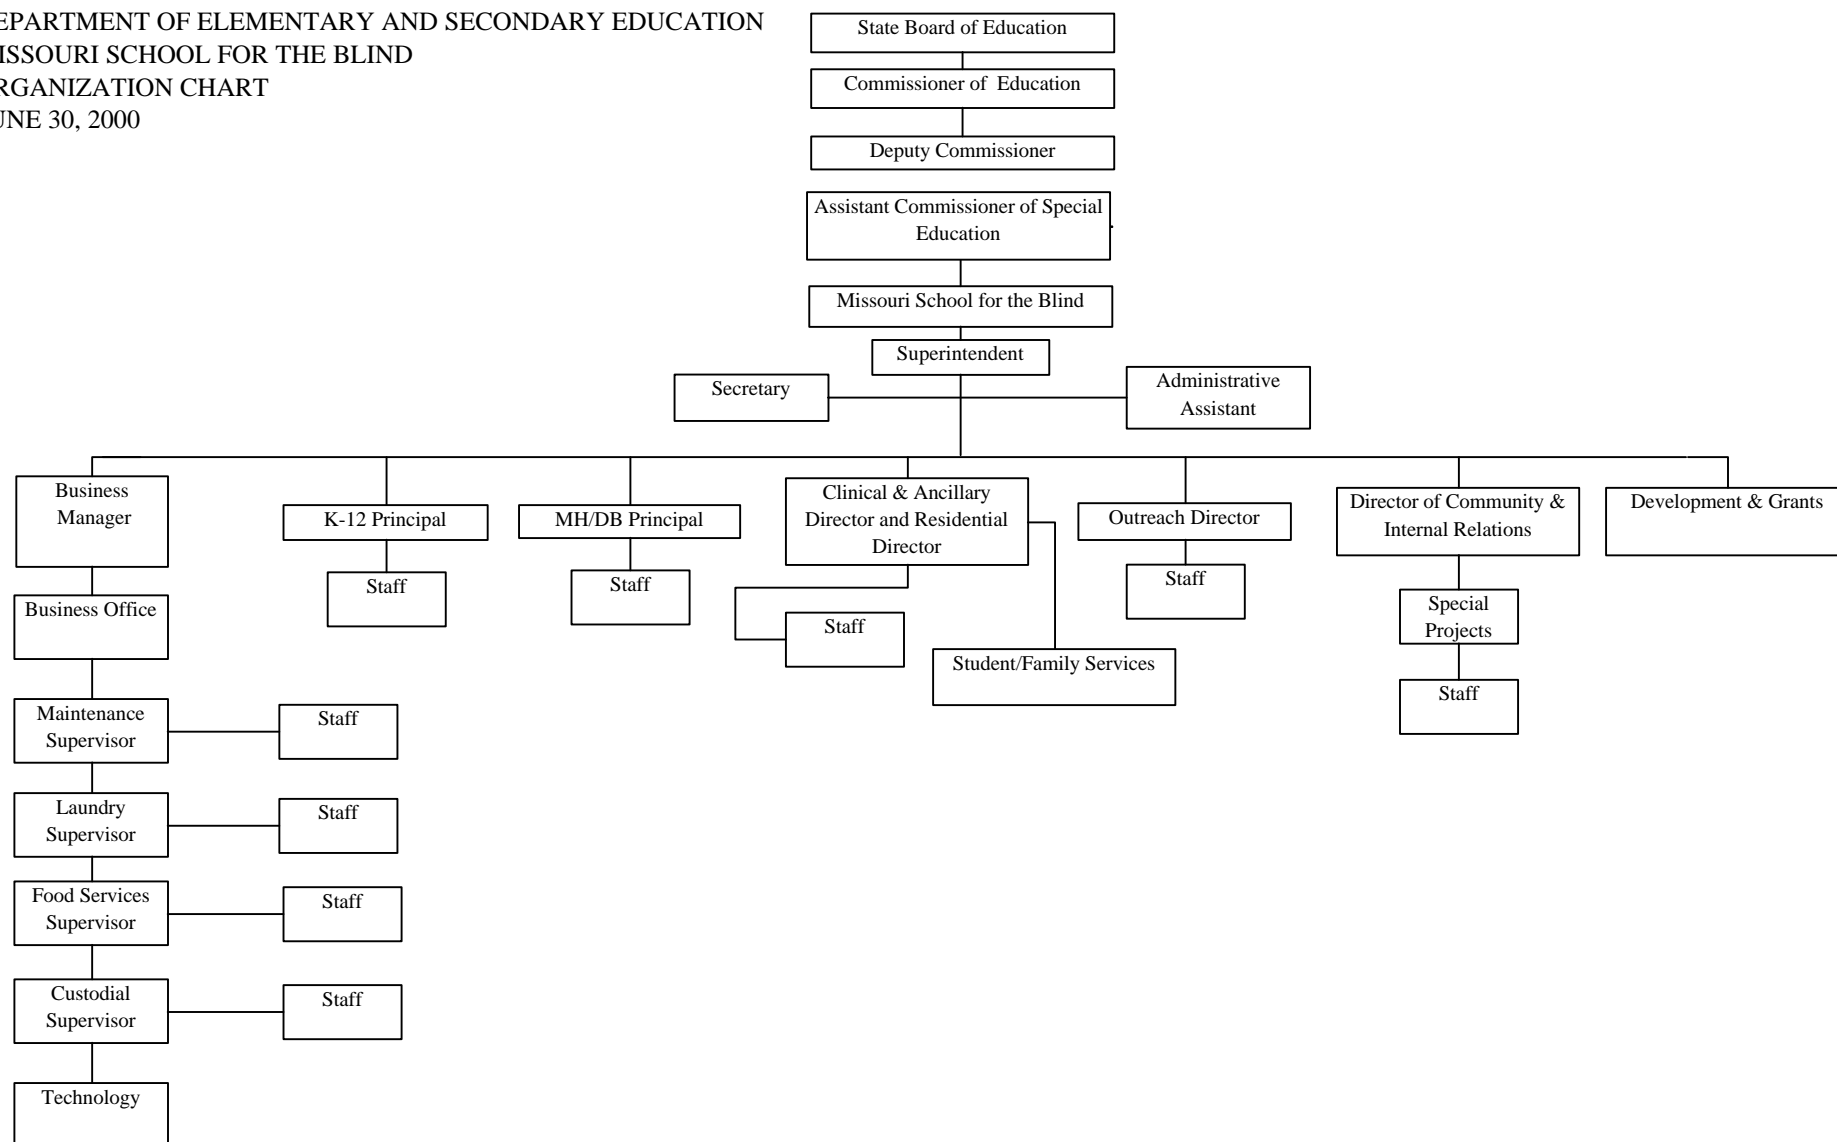 EPARTMENT OF ELEMENTARY AND SECONDARY EDUCATION
ISSOURI SCHOOL FOR THE BLIND
RGANIZATION CHART
UNE 30, 2000
State Board of Education
Commissioner of Education
Deputy Commissioner
Assistant Commissioner of Special
Education
Missouri School for the Blind
Superintendent
Secretary
Administrative
Assistant
Business
Manager
K-12 Principal
MH/DB Principal
Clinical & Ancillary
Director and Residential
Director
Outreach Director
Director of Community &
Internal Relations
Development & Grants
Business Office
Staff
Staff
Staff
Student/Family Services
Staff
Special
Projects
Staff
Maintenance
Supervisor
Staff
Laundry
Supervisor
Staff
Food Services
Supervisor
Staff
Custodial
Supervisor
Staff
Technology